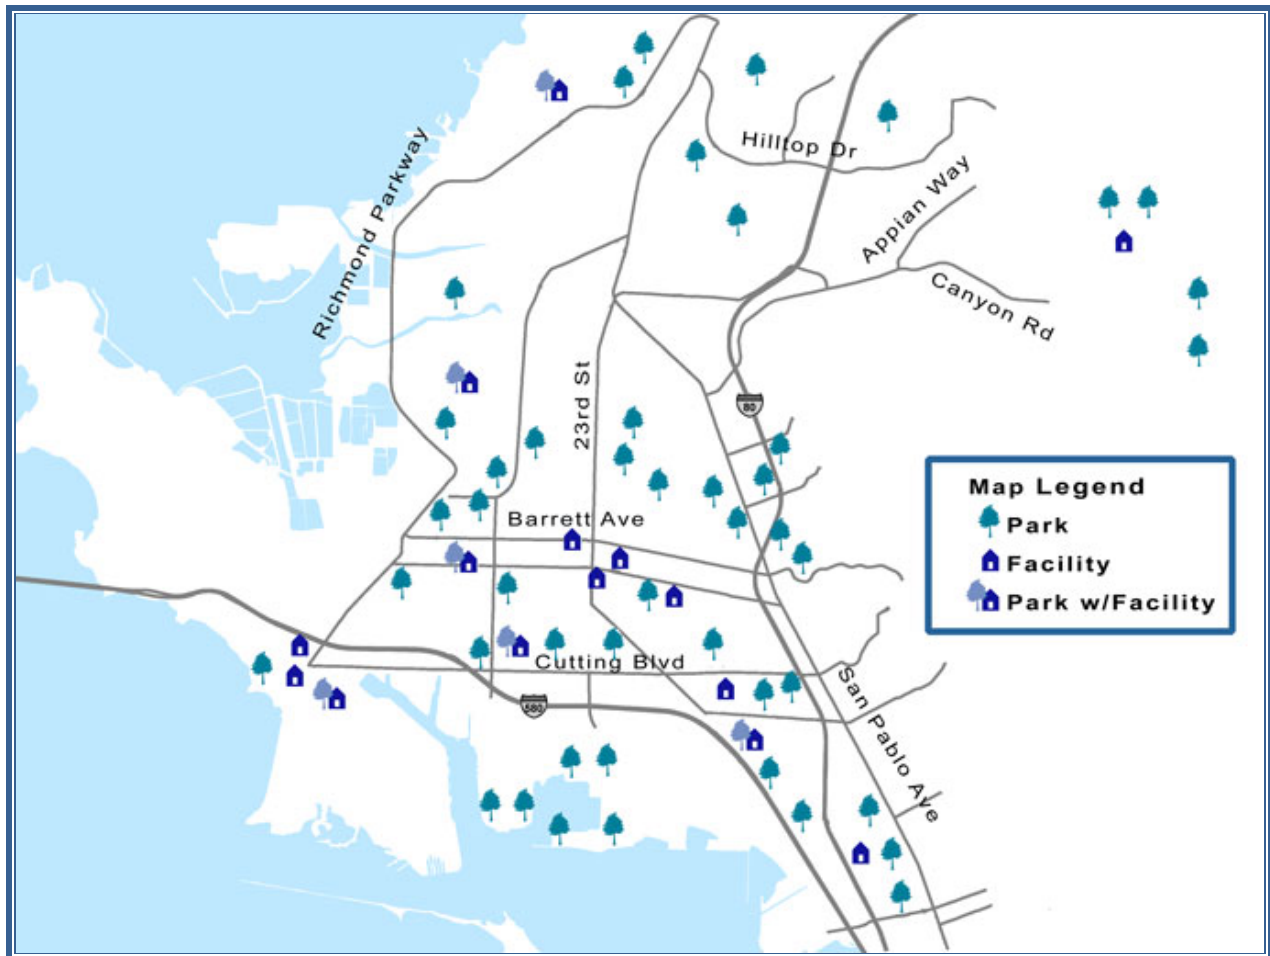 Hilltop Dr
Richmond Parkway
Appian Way
Canyon Rd
23rd St
80
Map Legend
Park
Facility
Park w/Facility
Barrett Ave
Cutting Blvd
San Pablo Ave
580